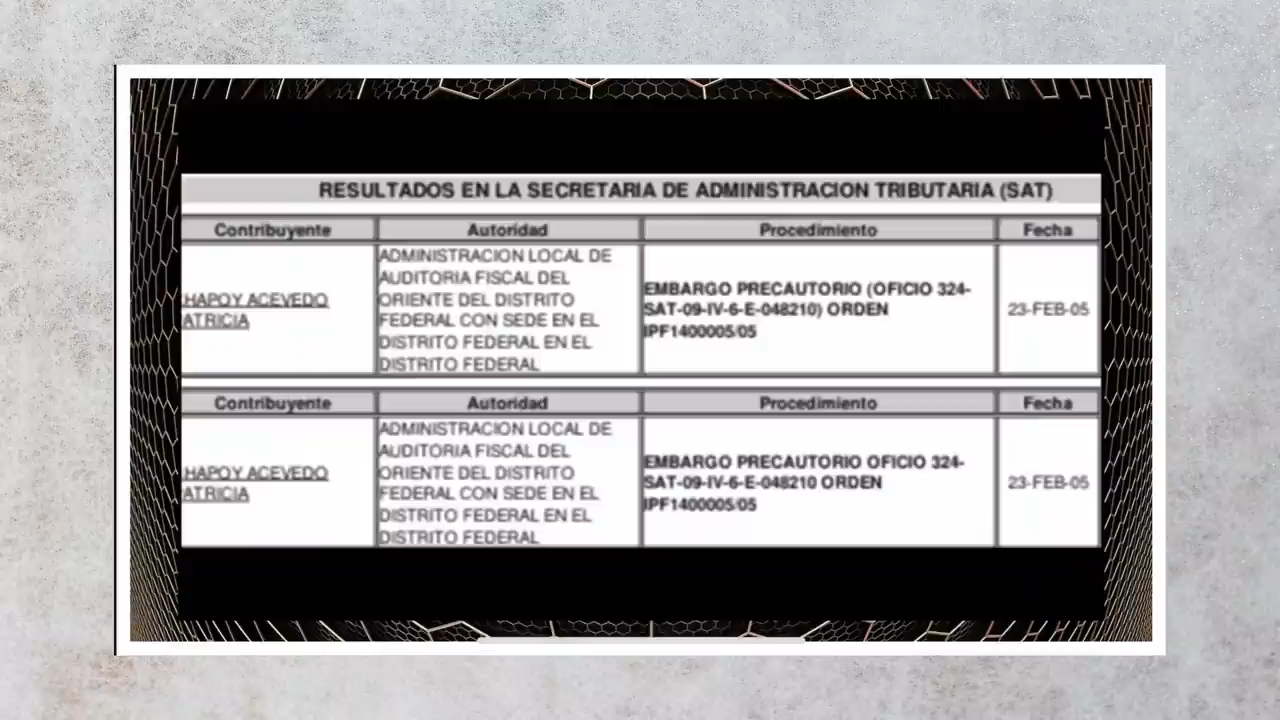 RESULTADOS EN LA SECRETARIA DE ADMINISTRACION TRIBUTARIA (SAT)
Contribuyente Autoridad Procedimiento Fecha
HAPOY ACEVEDO
ATRICIA
ADMINISTRACION LOCAL DE
AUDITORIA FISCAL DEL
ORIENTE DEL DISTRITO
FEDERAL CON SEDE EN EL
DISTRITO FEDERAL EN EL
DISTRITO FEDERAL
EMBARGO PRECAUTORIO (OFICIO 324-
SAT-09-IV-6-E-048210) ORDEN
IPF1400005/05
23-FEB-05
Contribuyente Autoridad Procedimiento Fecha
HAPOY ACEVEDO
ATRICIA
ADMINISTRACION LOCAL DE
AUDITORIA FISCAL DEL
ORIENTE DEL DISTRITO
FEDERAL CON SEDE EN EL
DISTRITO FEDERAL EN EL
DISTRITO FEDERAL
EMBARGO PRECAUTORIO OFICIO 324-
SAT-09-IV-6-E-048210 ORDEN
IPF1400005/05
23-FEB-05